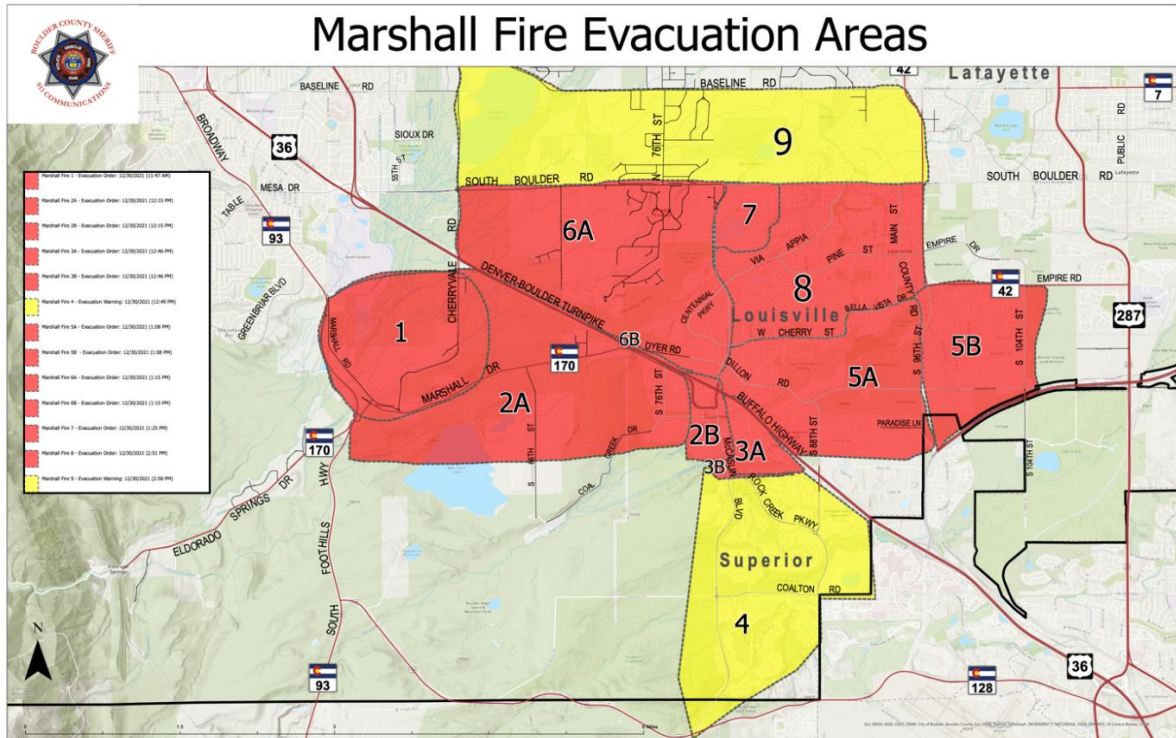 Marshall Fire Evacuation Areas
BOULDER COUNTY SHERIFF
911 COMMUNICATIONS
Marshall Fire 1 - Evacuation Order: 12/30/2021 (11:47 AM)
Marshall Fire 2A - Evacuation Order: 12/30/2021 (12:15 PM)
Marshall Fire 2B - Evacuation Order: 12/30/2021 (12:15 PM)
Marshall Fire 3A - Evacuation Order: 12/30/2021 (12:46 PM)
Marshall Fire 3B - Evacuation Order: 12/30/2021 (12:46 PM)
Marshall Fire 4 - Evacuation Warning: 12/30/2021 (12:49 PM)
Marshall Fire 5A - Evacuation Order: 12/30/2021 (1:08 PM)
Marshall Fire 5B - Evacuation Order: 12/30/2021 (1:08 PM)
Marshall Fire 6A - Evacuation Order: 12/30/2021 (1:15 PM)
Marshall Fire 6B - Evacuation Order: 12/30/2021 (1:15 PM)
Marshall Fire 7 - Evacuation Order: 12/30/2021 (1:25 PM)
Marshall Fire 8 - Evacuation Order: 12/30/2021 (2:51 PM)
Marshall Fire 9 - Evacuation Warning: 12/30/2021 (2:58 PM)
42
Lafayette
7
BASELINE RD
BASELINE RD
BROADWAY
36
SIOUX DR
55TH ST
N 76TH ST
9
PUBLIC RD
MESA DR
SOUTH BOULDER RD
SOUTH BOULDER RD
TABLE
93
CHERRYVALE RD
6A
7
VIA APPIA
PINE ST
MAIN ST
EMPIRE DR
DENVER-BOULDER TURNPIKE
42
EMPIRE RD
GREENBRIAR BLVD
CENTENNIAL PKWY
8
COUNTY RD
BELLA VISTA DR
287
MARSHALL RD
1
Louisville
W CHERRY ST
6B
DYER RD
5B
S 104TH ST
S 96TH ST
170
DILLON RD
5A
MARSHALL DR
2A
S 76TH ST
BUFFALO HIGHWAY
S 88TH ST
PARADISE LN
2B
MCCASLIN BLVD
3A
3B
170
S 66TH ST
COAL CREEK DR
S 104TH ST
ROCK CREEK PKWY
ELDORADO SPRINGS DR
SOUTH FOOTHILLS HWY
Superior
COALTON RD
4
N
93
36
128
0
1.5
3